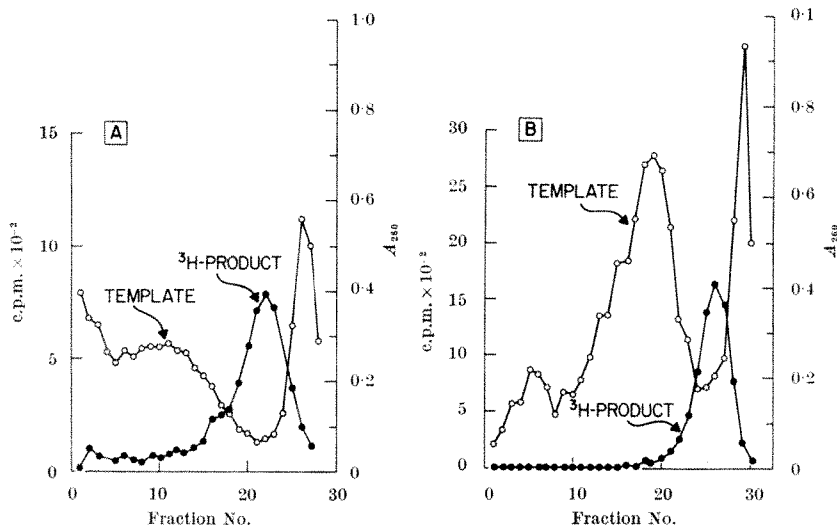 A
15
10
5
0
c.p.m. × 10⁻²
TEMPLATE
³H-PRODUCT
1·0
0·8
0·6
0·4
0·2
0
A₂₆₀
0
10
20
30
Fraction No.
B
30
25
20
15
10
5
0
c.p.m. × 10⁻²
TEMPLATE
³H-PRODUCT
0·1
0·8
0·6
0·4
0·2
0
A₂₆₀
0
10
20
30
Fraction No.